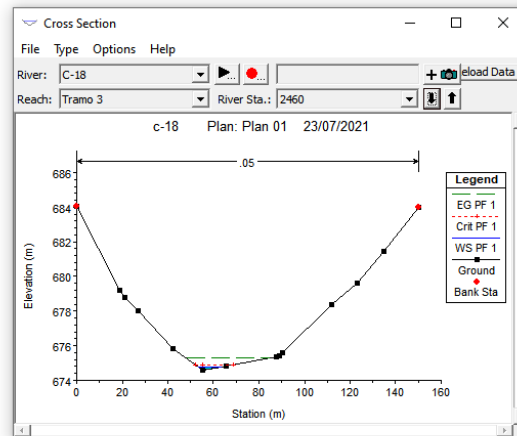 Cross Section
File Type Options Help
River: C-18 + eload Data
Reach: Tramo 3 River Sta.: 2460
c-18 Plan: Plan 01 23/07/2021
.05
Elevation (m)
686
684
682
680
678
676
674
0 20 40 60 80 100 120 140 160
Station (m)
Legend
EG PF 1
Crit PF 1
WS PF 1
Ground
Bank Sta